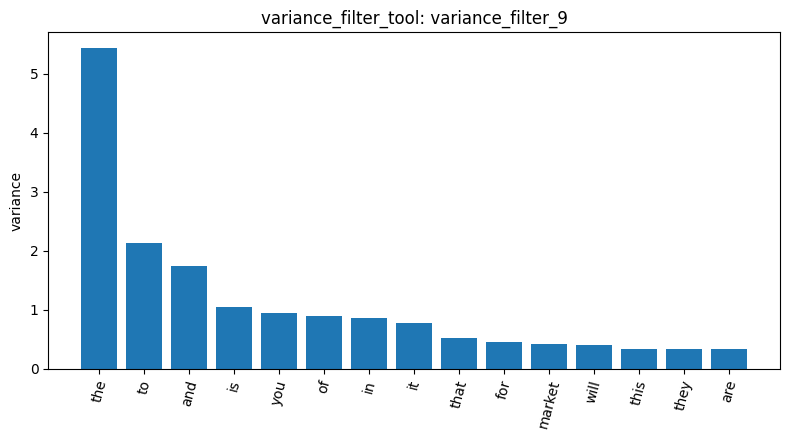 variance_filter_tool: variance_filter_9
variance
5
4
3
2
1
0
the
to
and
is
you
of
in
it
that
for
market
will
this
they
are